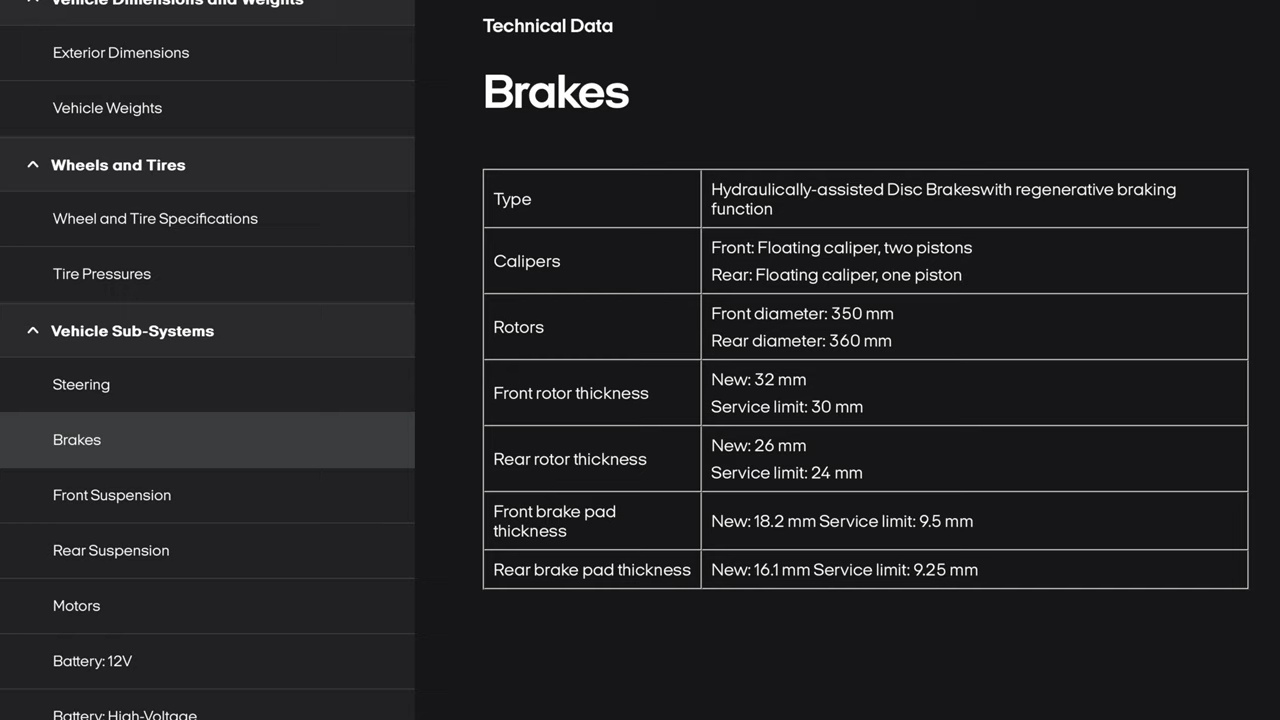 Vehicle Dimensions and Weights
Exterior Dimensions
Vehicle Weights
Wheels and Tires
Wheel and Tire Specifications
Tire Pressures
Vehicle Sub-Systems
Steering
Brakes
Front Suspension
Rear Suspension
Motors
Battery: 12V
Battery: High-Voltage
Technical Data
Brakes
Type
Hydraulically-assisted Disc Brakeswith regenerative braking
function
Calipers
Front: Floating caliper, two pistons
Rear: Floating caliper, one piston
Rotors
Front diameter: 350 mm
Rear diameter: 360 mm
Front rotor thickness
New: 32 mm
Service limit: 30 mm
Rear rotor thickness
New: 26 mm
Service limit: 24 mm
Front brake pad
thickness
New: 18.2 mm Service limit: 9.5 mm
Rear brake pad thickness
New: 16.1 mm Service limit: 9.25 mm